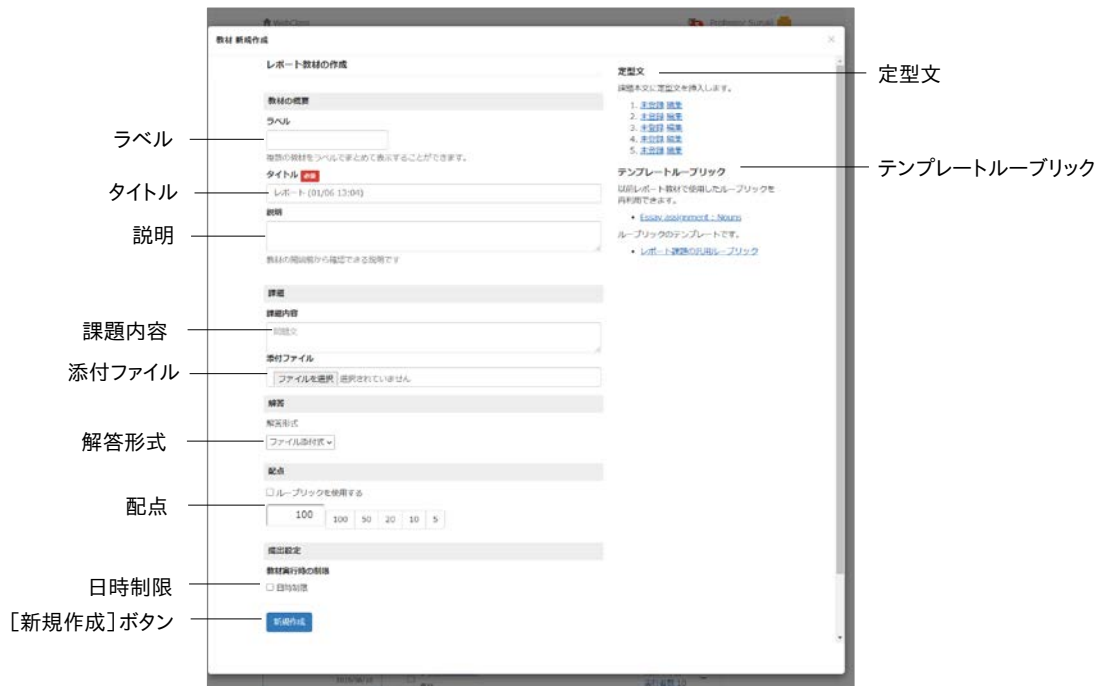 WebClass
Professor Suzuki
教材 新規作成
×
レポート教材の作成
教材の概要
ラベル
複数の教材をラベルでまとめて表示することができます。
タイトル 必須
レポート (01/06 13:04)
説明
教材の開始前から確認できる説明です
課題
課題内容
問題文
添付ファイル
ファイルを選択 選択されていません
解答
解答形式
ファイル添付式
配点
ルーブリックを使用する
100 100 50 20 10 5
提出設定
教材実行時の制限
日時制限
新規作成
定型文
課題本文に定型文を挿入します。
1. 未登録 編集
2. 未登録 編集
3. 未登録 編集
4. 未登録 編集
5. 未登録 編集
テンプレートルーブリック
以前レポート教材で使用したルーブリックを
再利用できます。
• Essay assignment : Nouns
ルーブリックのテンプレートです。
• レポート課題の汎用ルーブリック
ラベル
タイトル
説明
課題内容
添付ファイル
解答形式
配点
日時制限
[新規作成]ボタン
定型文
テンプレートルーブリック